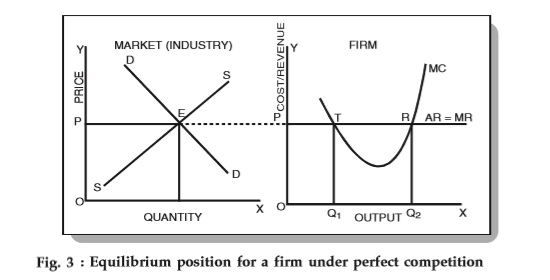 MARKET (INDUSTRY)
Y
D
S
PRICE
P
E
S
D
O
X
QUANTITY
FIRM
COST/REVENUE
Y
MC
P
T
R
AR = MR
O
Q1
OUTPUT
Q2
X
Fig. 3 : Equilibrium position for a firm under perfect competition